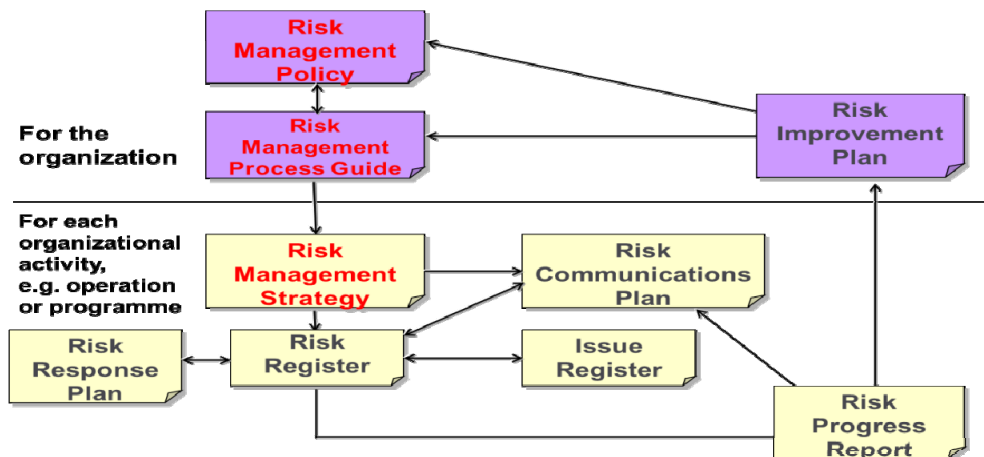 Risk
Management
Policy
For the
organization
Risk
Management
Process Guide
Risk
Improvement
Plan
For each
organizational
activity,
e.g. operation
or programme
Risk
Management
Strategy
Risk
Communications
Plan
Risk
Response
Plan
Risk
Register
Issue
Register
Risk
Progress
Report